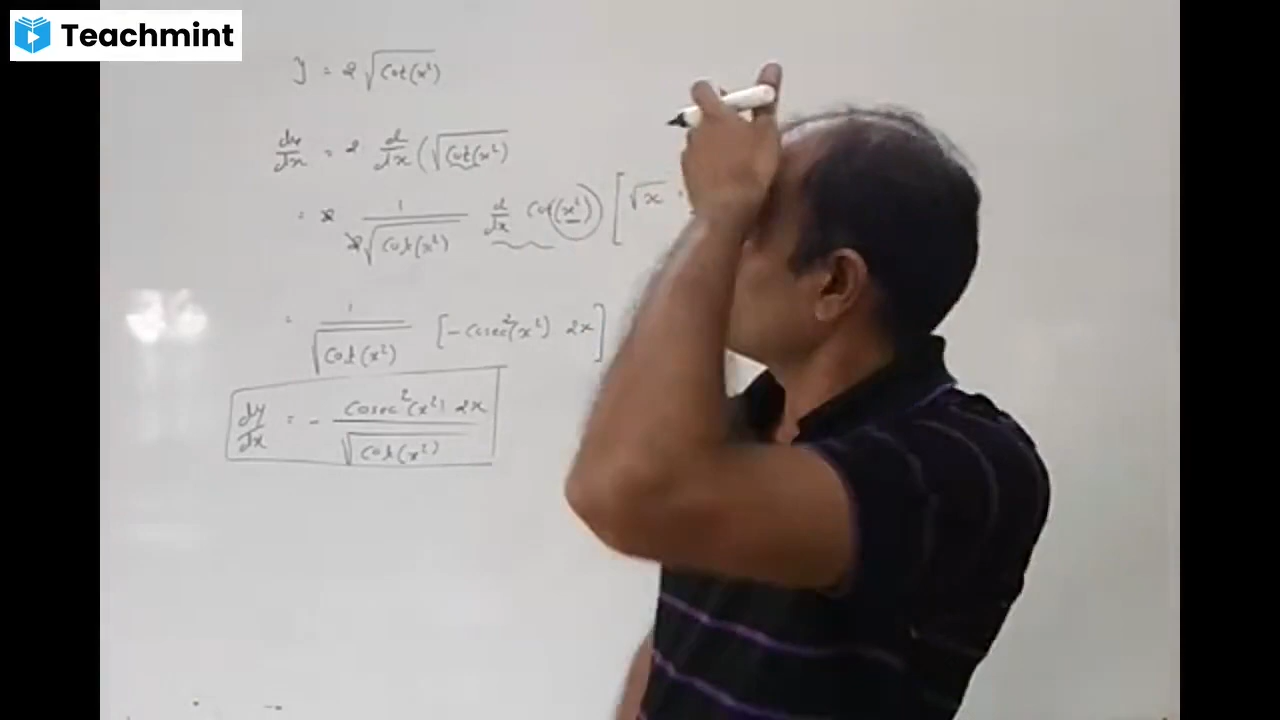 Teachmint
y = 2 √cot(x²)
dy/dx = 2 d/dx (√cot(x²)
= 2 1/2√cot(x²) d/dx cot(x²) [√x
= 1/√cot(x²) [-cosec²(x²) 2x]
dy/dx = - cosec²(x²) 2x / √cot(x²)